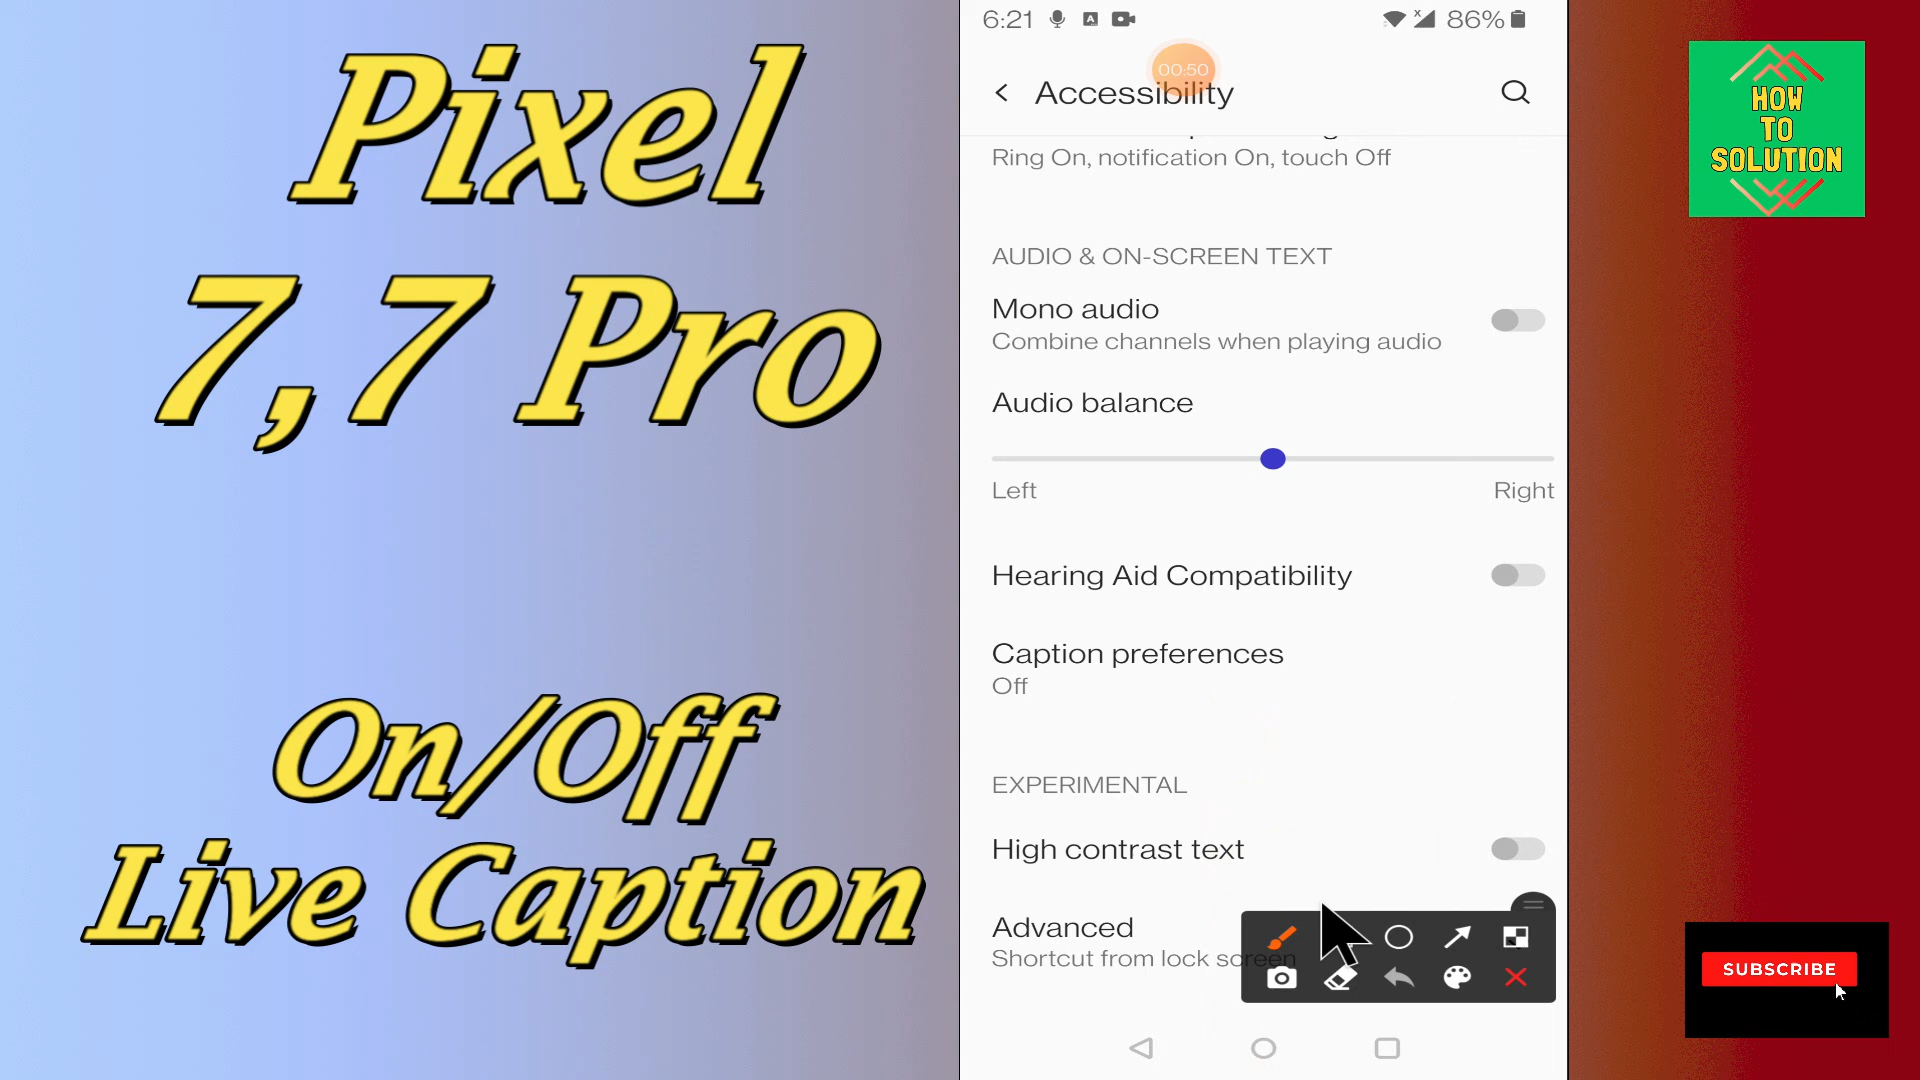 Pixel
7,7 Pro
On/Off
Live Caption
6:21
86%
00:50
Accessibility
Ring On, notification On, touch Off
AUDIO & ON-SCREEN TEXT
Mono audio
Combine channels when playing audio
Audio balance
Left
Right
Hearing Aid Compatibility
Caption preferences
Off
EXPERIMENTAL
High contrast text
Advanced
Shortcut from lock screen
HOW
TO
SOLUTION
SUBSCRIBE